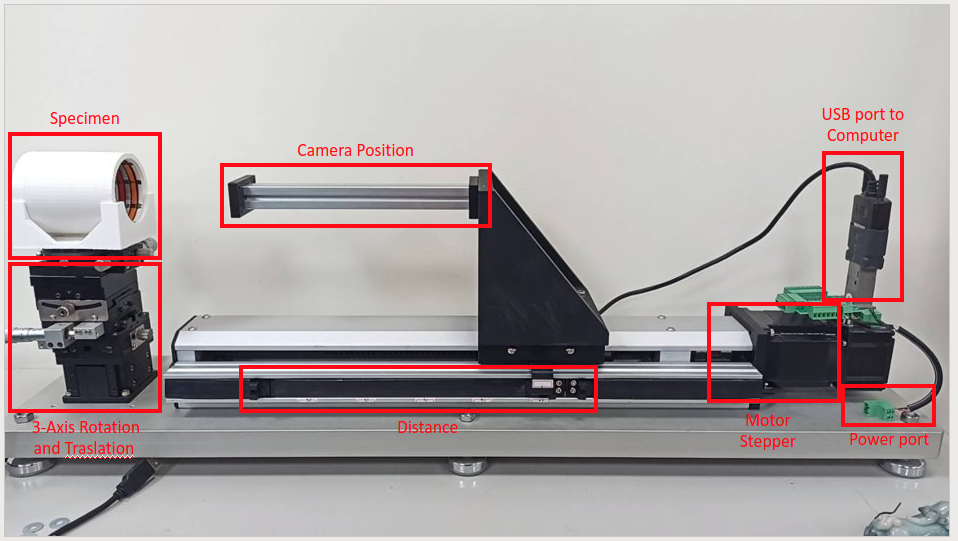 Specimen
Camera Position
USB port to
Computer
3-Axis Rotation
and Traslation
Distance
Motor
Stepper
Power port